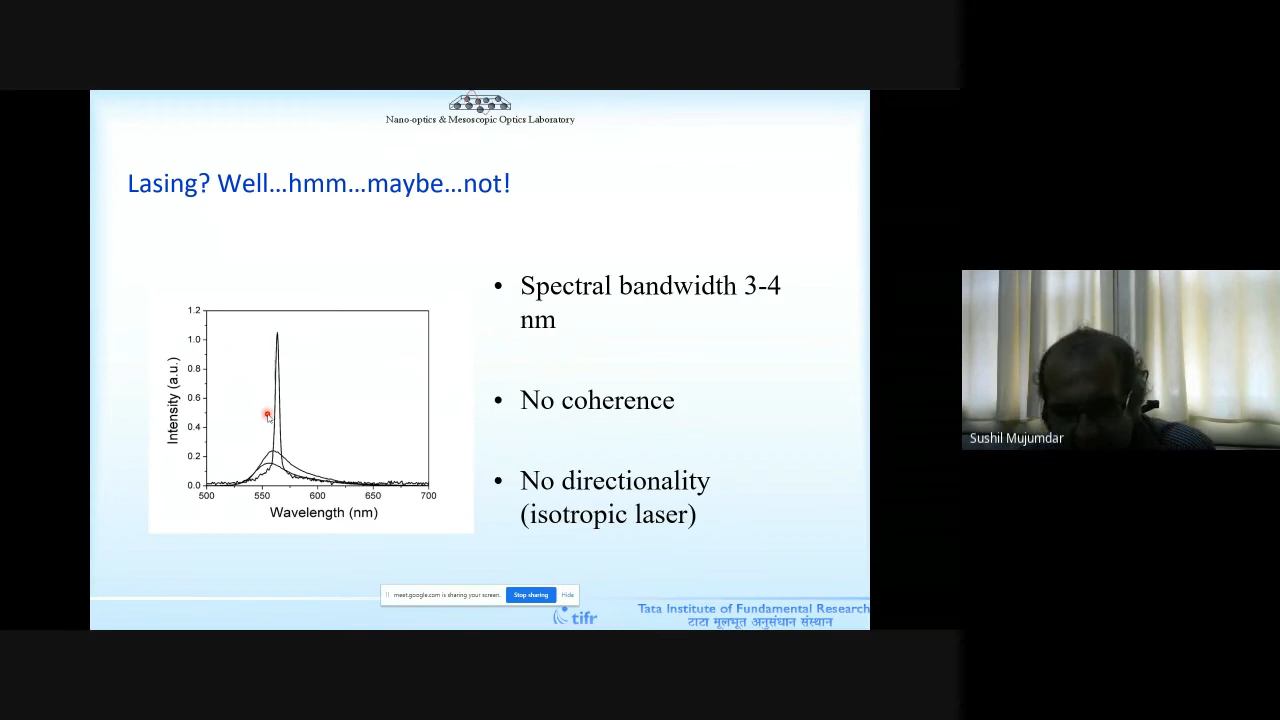 Nano-optics & Mesoscopic Optics Laboratory
Lasing? Well...hmm...maybe...not!
• Spectral bandwidth 3-4
nm
• No coherence
• No directionality
(isotropic laser)
1.2
1.0
0.8
0.6
0.4
0.2
0.0
Intensity (a.u.)
500 550 600 650 700
Wavelength (nm)
Sushil Mujumdar
meet.google.com is sharing your screen.
Stop sharing
Hide
tifr
Tata Institute of Fundamental Research
टाटा मूलभूत अनुसंधान संस्थान